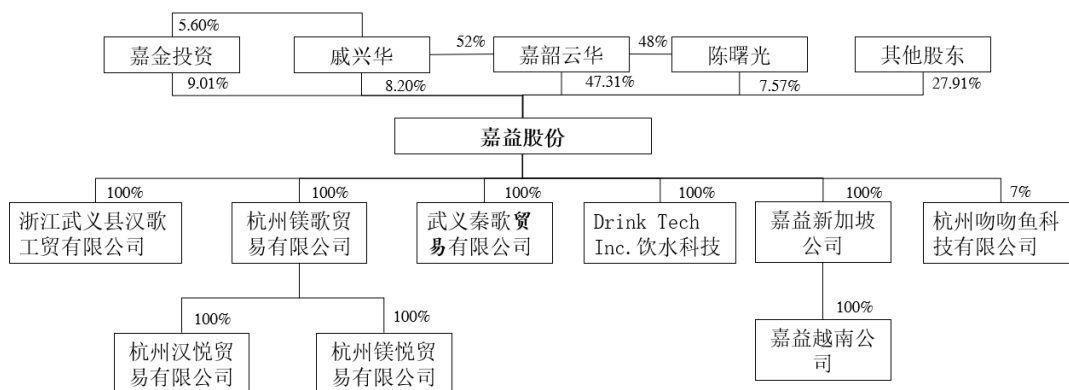 5.60%
嘉金投资
戚兴华
52%
嘉韶云华
48%
陈曙光
其他股东
9.01%
8.20%
47.31%
7.57%
27.91%
嘉益股份
100%
100%
100%
100%
100%
7%
浙江武义县汉歌
工贸有限公司
杭州镁歌贸
易有限公司
武义秦歌贸
易有限公司
Drink Tech
Inc.饮水科技
嘉益新加坡
公司
杭州吻吻鱼科
技有限公司
100%
100%
100%
杭州汉悦贸
易有限公司
杭州镁悦贸
易有限公司
嘉益越南公
司